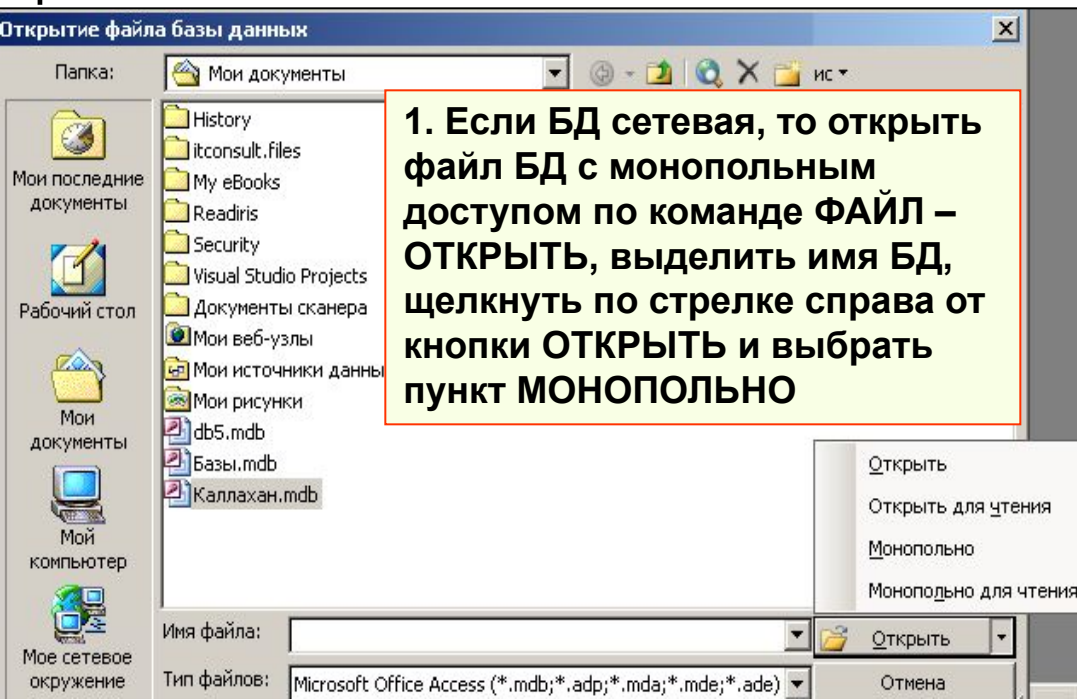 Открытие файла базы данных
Папка:
Мои документы
ис
History
itconsult.files
My eBooks
Readiris
Security
Visual Studio Projects
Документы сканера
Мои веб-узлы
Мои источники данны
Мои рисунки
db5.mdb
Базы.mdb
Каллахан.mdb
Мои последние
документы
Рабочий стол
Мои
документы
Мой
компьютер
Мое сетевое
окружение
1. Если БД сетевая, то открыть
файл БД с монопольным
доступом по команде ФАЙЛ –
ОТКРЫТЬ, выделить имя БД,
щелкнуть по стрелке справа от
кнопки ОТКРЫТЬ и выбрать
пункт МОНОПОЛЬНО
Открыть
Открыть для чтения
Монопольно
Монопольно для чтения
Имя файла:
Открыть
Тип файлов:
Microsoft Office Access (*.mdb;*.adp;*.mda;*.mde;*.ade)
Отмена